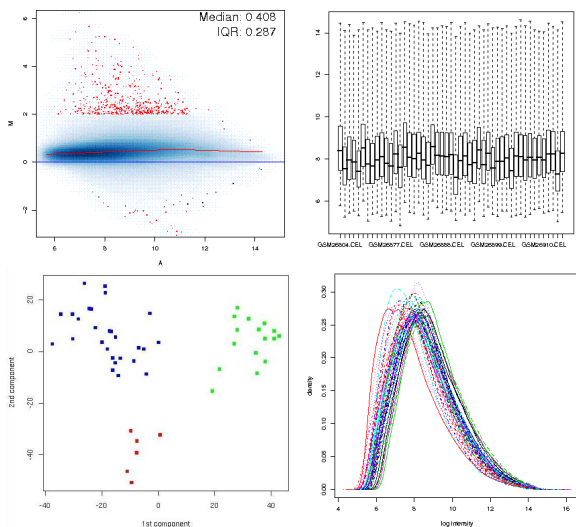 Median: 0.408
IQR: 0.287
6
4
2
0
-2
M
6 8 10 12 14
A
14
12
10
8
6
GSM26804.CEL GSM26877.CEL GSM26888.CEL GSM26899.CEL GSM26910.CEL
20
0
-20
-40
2nd component
-40 -20 0 20 40
1st component
0.30
0.25
0.20
0.15
0.10
0.05
0.00
density
4 6 8 10 12 14 16
log intensity